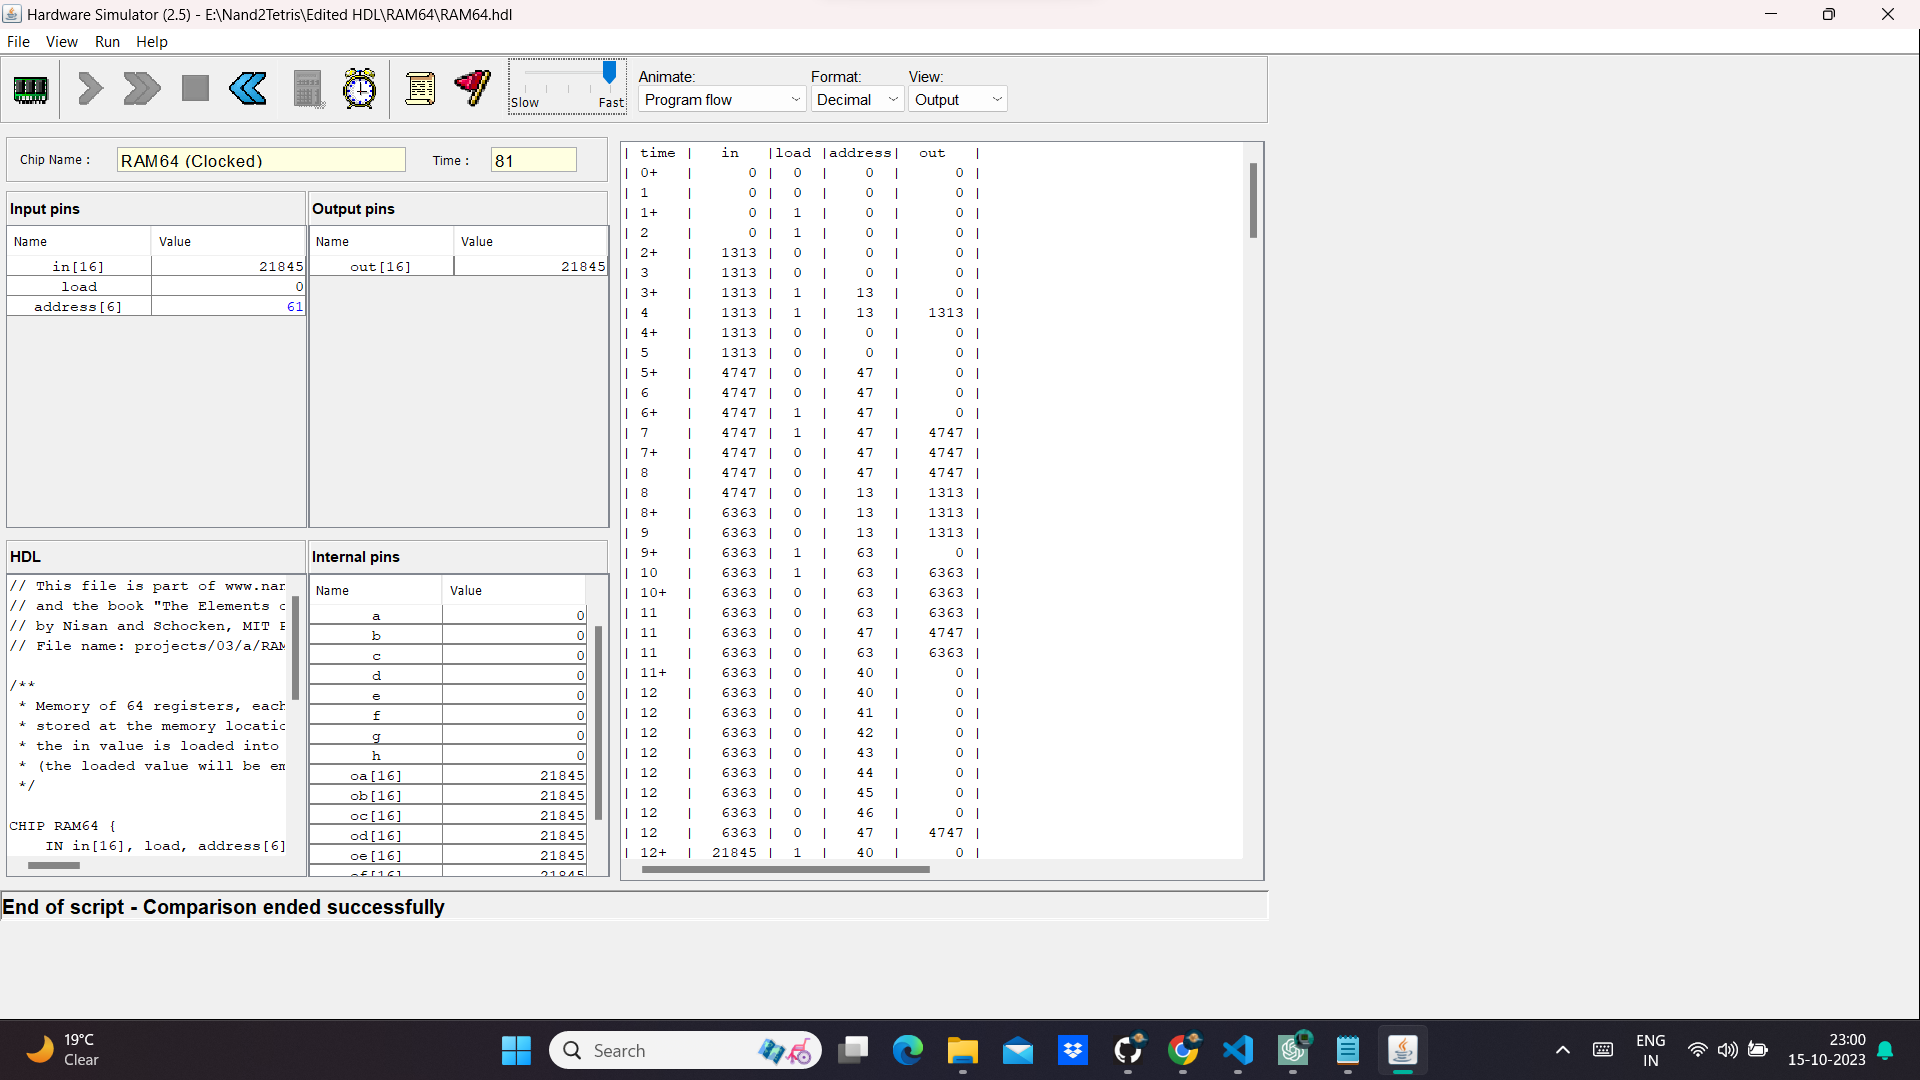 Hardware Simulator (2.5) - E:\Nand2Tetris\Edited HDL\RAM64\RAM64.hdl
File View Run Help
Slow Fast
Animate: Format: View:
Program flow Decimal Output
Chip Name : RAM64 (Clocked) Time : 81
Input pins
Name Value
in[16] 21845
load 0
address[6] 61
Output pins
Name Value
out[16] 21845
HDL
// This file is part of www.nan
// and the book "The Elements o
// by Nisan and Schocken, MIT P
// File name: projects/03/a/RAM
/**
* Memory of 64 registers, each
* stored at the memory locatio
* the in value is loaded into
* (the loaded value will be em
*/
CHIP RAM64 {
IN in[16], load, address[6]
Internal pins
Name Value
a 0
b 0
c 0
d 0
e 0
f 0
g 0
h 0
oa[16] 21845
ob[16] 21845
oc[16] 21845
od[16] 21845
oe[16] 21845
of[16] 21845
| time | in |load |address| out |
| 0+ | 0 | 0 | 0 | 0 |
| 1 | 0 | 0 | 0 | 0 |
| 1+ | 0 | 1 | 0 | 0 |
| 2 | 0 | 1 | 0 | 0 |
| 2+ | 1313 | 0 | 0 | 0 |
| 3 | 1313 | 0 | 0 | 0 |
| 3+ | 1313 | 1 | 13 | 0 |
| 4 | 1313 | 1 | 13 | 1313 |
| 4+ | 1313 | 0 | 0 | 0 |
| 5 | 1313 | 0 | 0 | 0 |
| 5+ | 4747 | 0 | 47 | 0 |
| 6 | 4747 | 0 | 47 | 0 |
| 6+ | 4747 | 1 | 47 | 0 |
| 7 | 4747 | 1 | 47 | 4747 |
| 7+ | 4747 | 0 | 47 | 4747 |
| 8 | 4747 | 0 | 47 | 4747 |
| 8 | 4747 | 0 | 13 | 1313 |
| 8+ | 6363 | 0 | 13 | 1313 |
| 9 | 6363 | 0 | 13 | 1313 |
| 9+ | 6363 | 1 | 63 | 0 |
| 10 | 6363 | 1 | 63 | 6363 |
| 10+ | 6363 | 0 | 63 | 6363 |
| 11 | 6363 | 0 | 63 | 6363 |
| 11 | 6363 | 0 | 47 | 4747 |
| 11 | 6363 | 0 | 63 | 6363 |
| 11+ | 6363 | 0 | 40 | 0 |
| 12 | 6363 | 0 | 40 | 0 |
| 12 | 6363 | 0 | 41 | 0 |
| 12 | 6363 | 0 | 42 | 0 |
| 12 | 6363 | 0 | 43 | 0 |
| 12 | 6363 | 0 | 44 | 0 |
| 12 | 6363 | 0 | 45 | 0 |
| 12 | 6363 | 0 | 46 | 0 |
| 12 | 6363 | 0 | 47 | 4747 |
| 12+ | 21845 | 1 | 40 | 0 |
End of script - Comparison ended successfully
19°C
Clear
Search
ENG
IN
23:00
15-10-2023